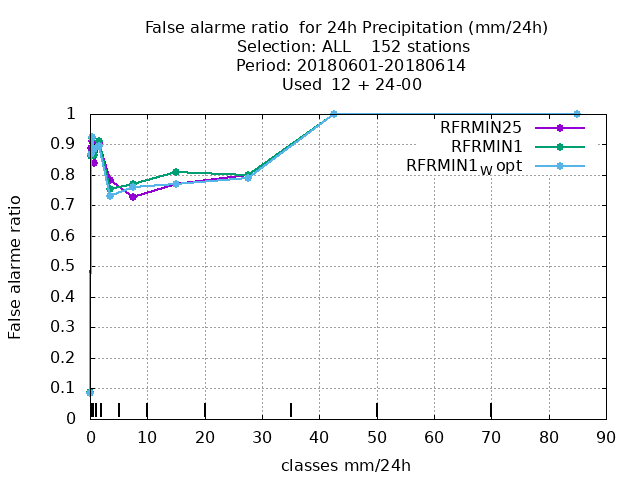 False alarme ratio  for 24h Precipitation (mm/24h)
Selection: ALL    152 stations
Period: 20180601-20180614
Used  12 + 24-00
RFRMIN25
RFRMIN1
RFRMIN1W opt
False alarme ratio
1
0.9
0.8
0.7
0.6
0.5
0.4
0.3
0.2
0.1
0
0 10 20 30 40 50 60 70 80 90
classes mm/24h